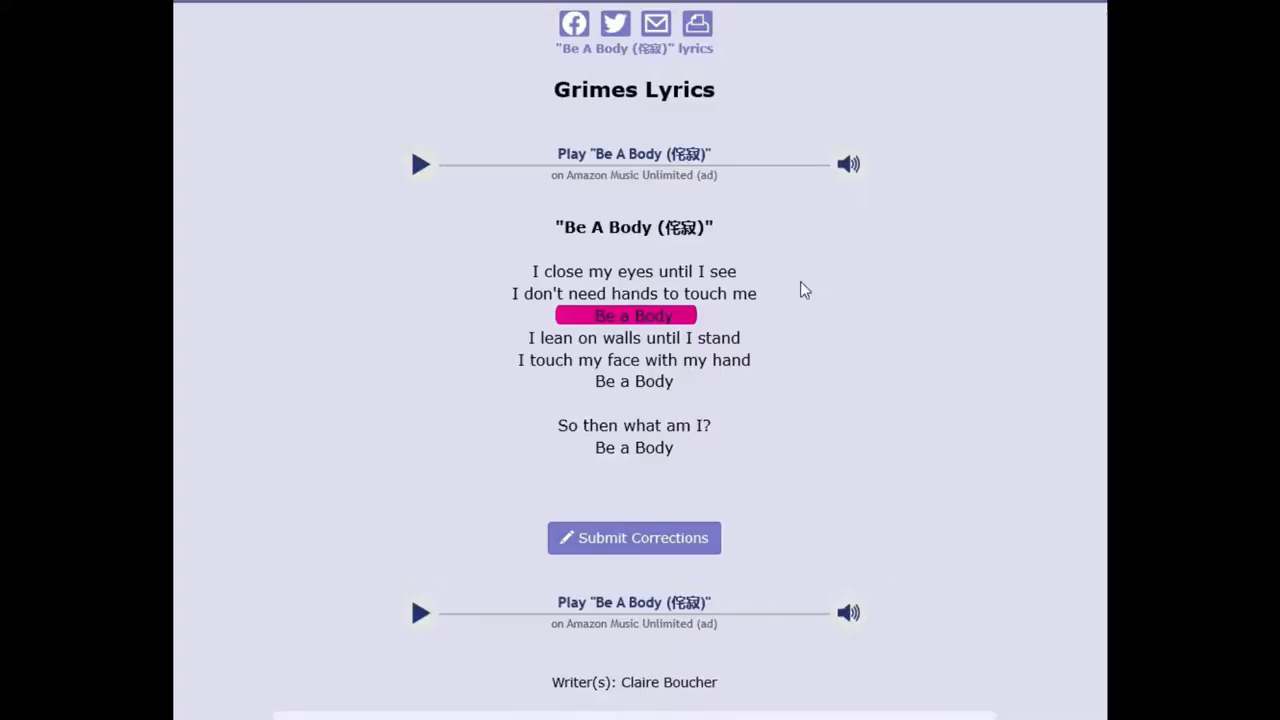 "Be A Body (侘寂)" lyrics
Grimes Lyrics
Play "Be A Body (侘寂)"
on Amazon Music Unlimited (ad)
"Be A Body (侘寂)"
I close my eyes until I see
I don't need hands to touch me
Be a Body
I lean on walls until I stand
I touch my face with my hand
Be a Body
So then what am I?
Be a Body
Submit Corrections
Play "Be A Body (侘寂)"
on Amazon Music Unlimited (ad)
Writer(s): Claire Boucher